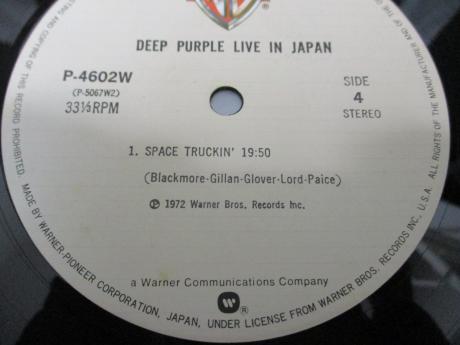 DEEP PURPLE LIVE IN JAPAN
P-4602W
(P-5067W2)
33⅓RPM
SIDE
4
STEREO
1. SPACE TRUCKIN' 19:50
(Blackmore-Gillan-Glover-Lord-Paice)
℗ 1972 Warner Bros. Records Inc.
a Warner Communications Company
W®
AND COPYING OF THIS RECORD PROHIBITED. MADE BY WARNER-PIONEER CORPORATION, JAPAN, UNDER LICENSE FROM WARNER BROS. RECORDS INC., U.S.A. ALL RIGHTS OF THE MANUFACTURER AND OF THE